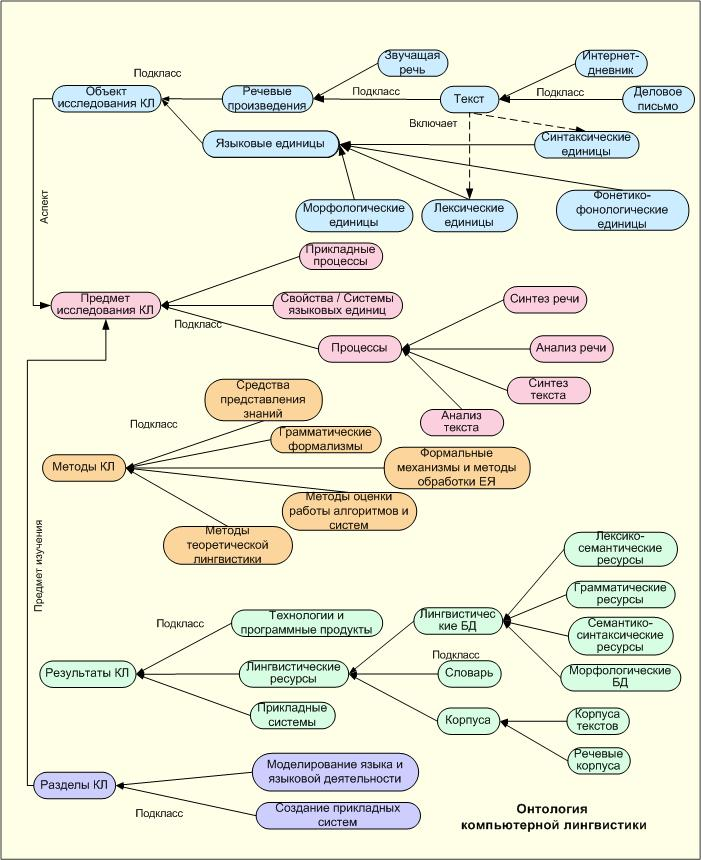 Звучащая
речь
Интернет-
дневник
Подкласс
Объект
исследования КЛ
Речевые
произведения
Подкласс
Текст
Подкласс
Деловое
письмо
Включает
Языковые единицы
Синтаксические
единицы
Аспект
Морфологические
единицы
Лексические
единицы
Фонетико-
фонологические
единицы
Прикладные
процессы
Предмет
исследования КЛ
Свойства / Системы
языковых единиц
Подкласс
Процессы
Синтез речи
Анализ речи
Синтез
текста
Анализ
текста
Средства
представления
знаний
Подкласс
Грамматические
формализмы
Методы КЛ
Формальные
механизмы и методы
обработки ЕЯ
Методы оценки
работы алгоритмов и
систем
Методы
теоретической
лингвистики
Предмет изучения
Лексико-
семантические
ресурсы
Грамматические
ресурсы
Лингвистичес
кие БД
Семантико-
синтаксические
ресурсы
Морфологические
БД
Технологии и
программные продукты
Подкласс
Результаты КЛ
Лингвистические
ресурсы
Подкласс
Словарь
Прикладные
системы
Корпуса
Корпуса
текстов
Речевые
корпуса
Моделирование языка и
языковой деятельности
Разделы КЛ
Подкласс
Создание прикладных
систем
Онтология
компьютерной лингвистики